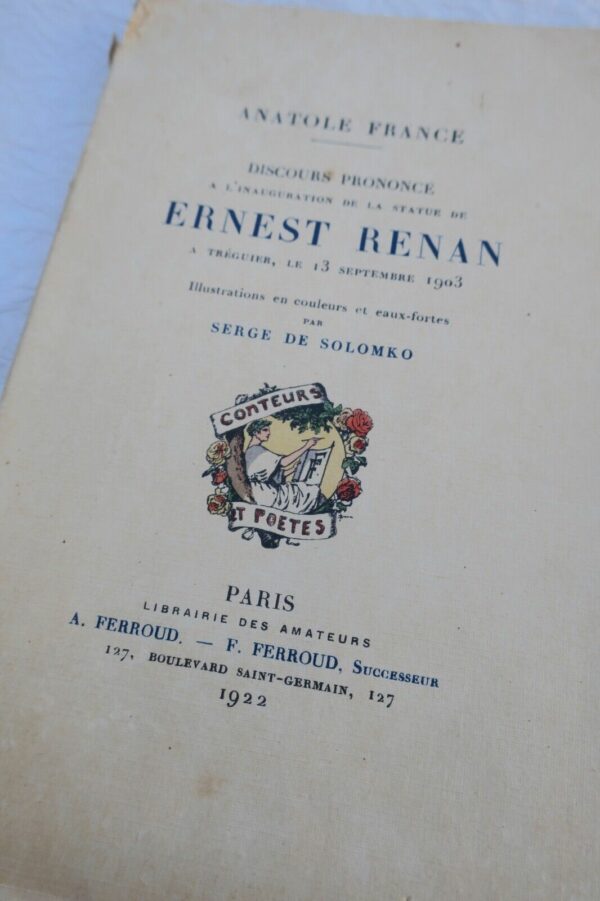 ANATOLE FRANCE
DISCOURS PRONONCÉ
A L'INAUGURATION DE LA STATUE DE
ERNEST RENAN
A TRÉGUIER, LE 13 SEPTEMBRE 1903
Illustrations en couleurs et eaux-fortes
PAR
SERGE DE SOLOMKO
CONTEURS
ET POÈTES
PARIS
LIBRAIRIE DES AMATEURS
A. FERROUD. — F. FERROUD, SUCCESSEUR
127, BOULEVARD SAINT-GERMAIN, 127
1922